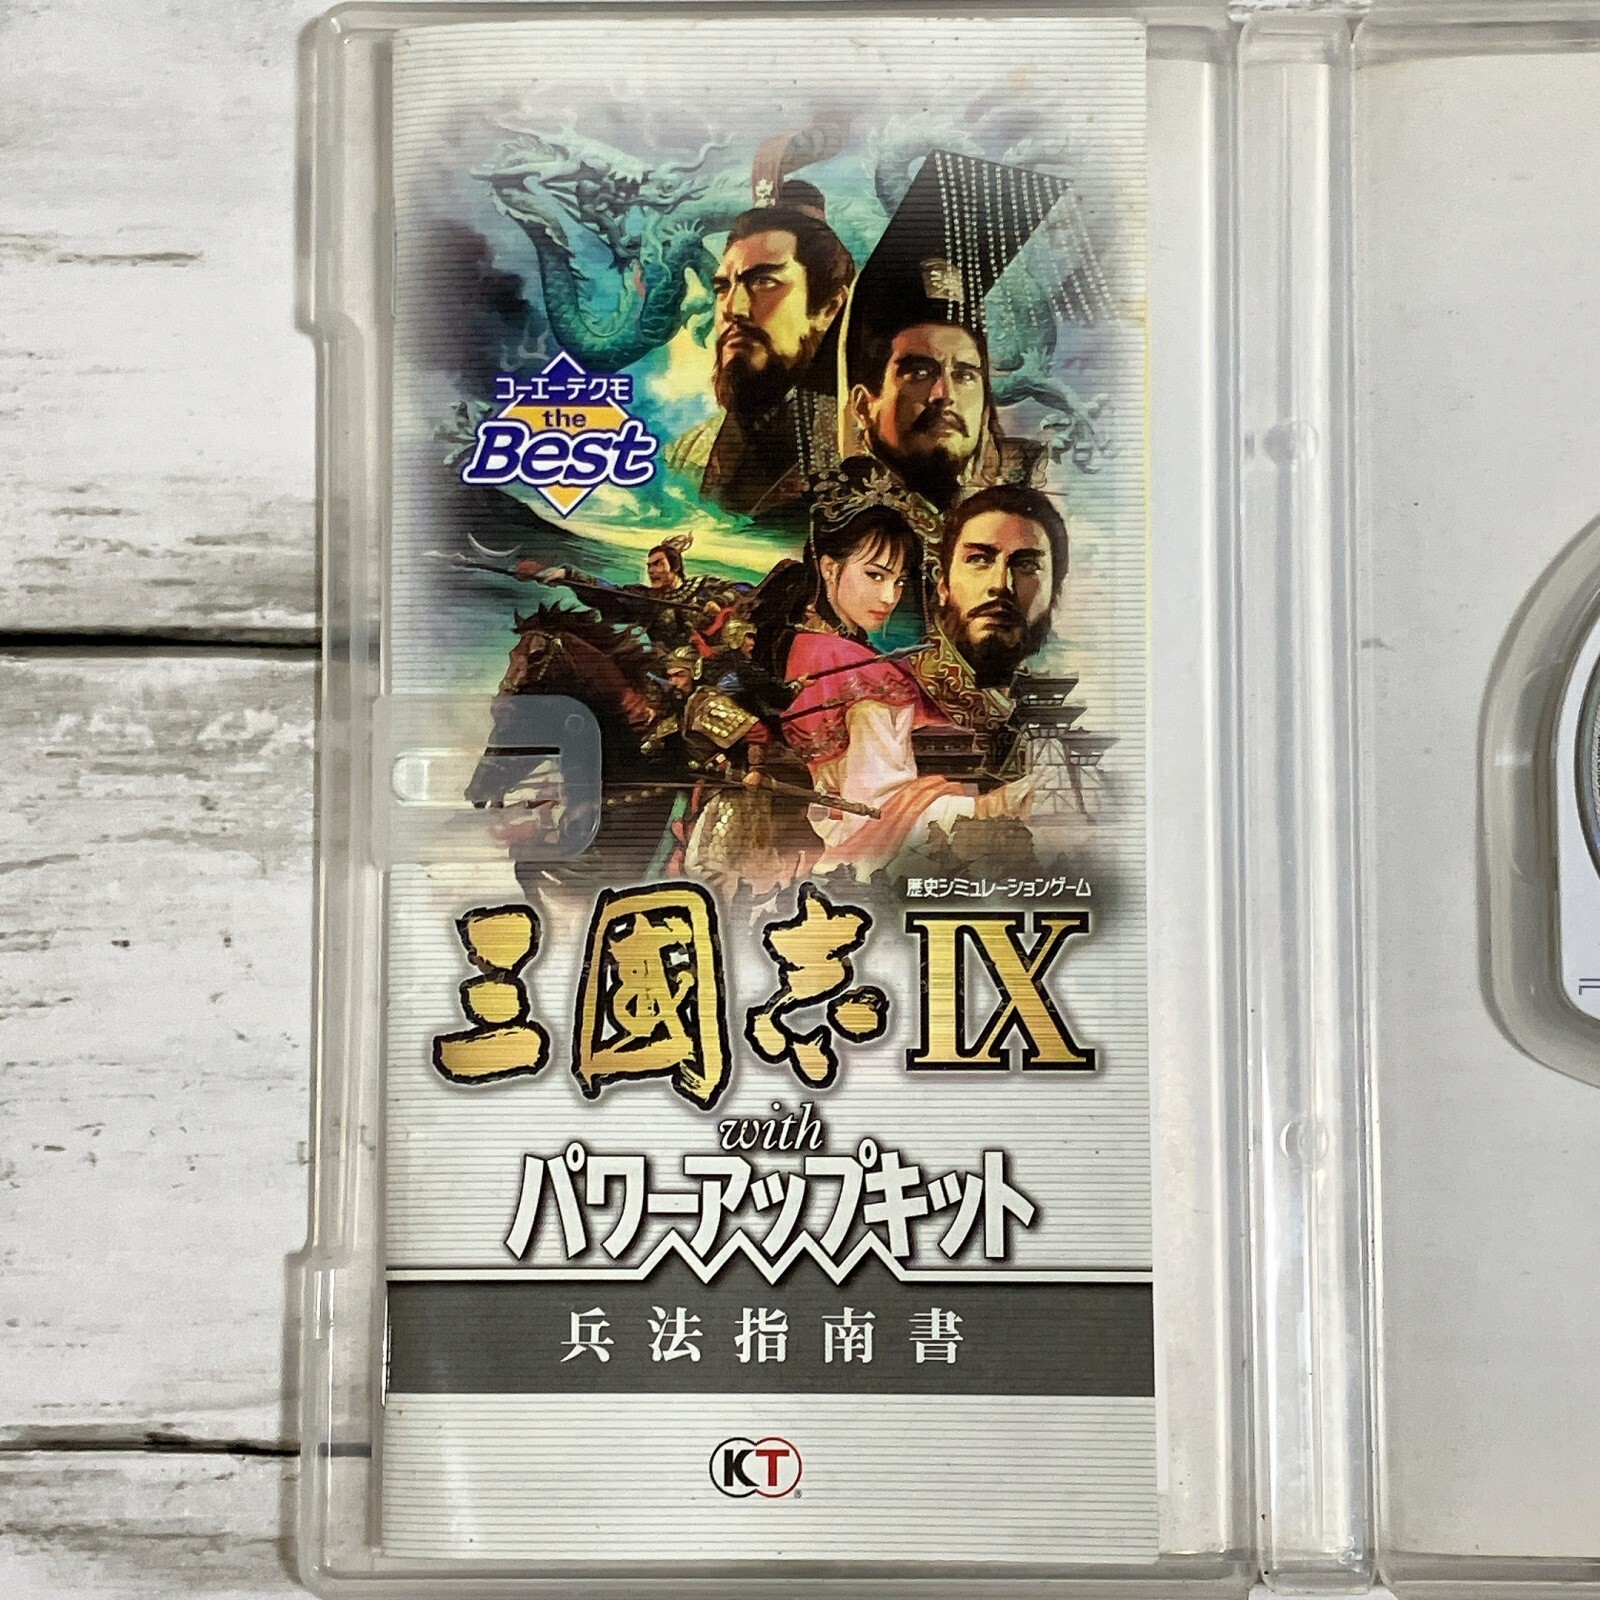 コーエーテクモ
the
Best
歴史シミュレーションゲーム
三國志IX
with
パワーアップキット
兵法指南書
KT